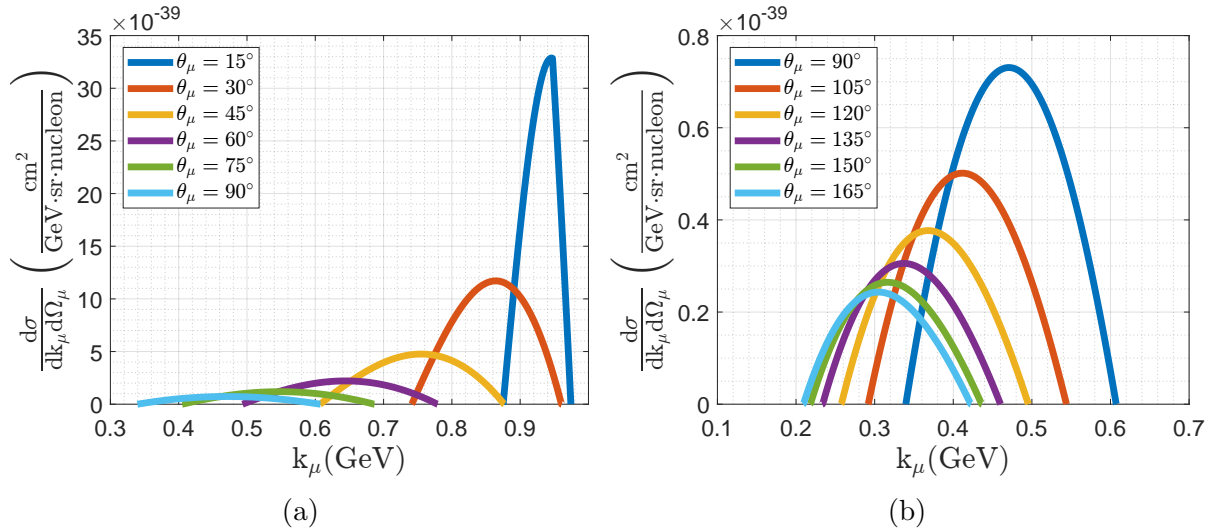 ×10⁻³⁹
35
30
25
20
15
10
5
0
0.3 0.4 0.5 0.6 0.7 0.8 0.9
θ_μ = 15°
θ_μ = 30°
θ_μ = 45°
θ_μ = 60°
θ_μ = 75°
θ_μ = 90°
dσ/dk_μdΩ_μ (cm²/GeV·sr·nucleon)
k_μ(GeV)
(a)
×10⁻³⁹
0.8
0.6
0.4
0.2
0
0.1 0.2 0.3 0.4 0.5 0.6 0.7
θ_μ = 90°
θ_μ = 105°
θ_μ = 120°
θ_μ = 135°
θ_μ = 150°
θ_μ = 165°
dσ/dk_μdΩ_μ (cm²/GeV·sr·nucleon)
k_μ(GeV)
(b)